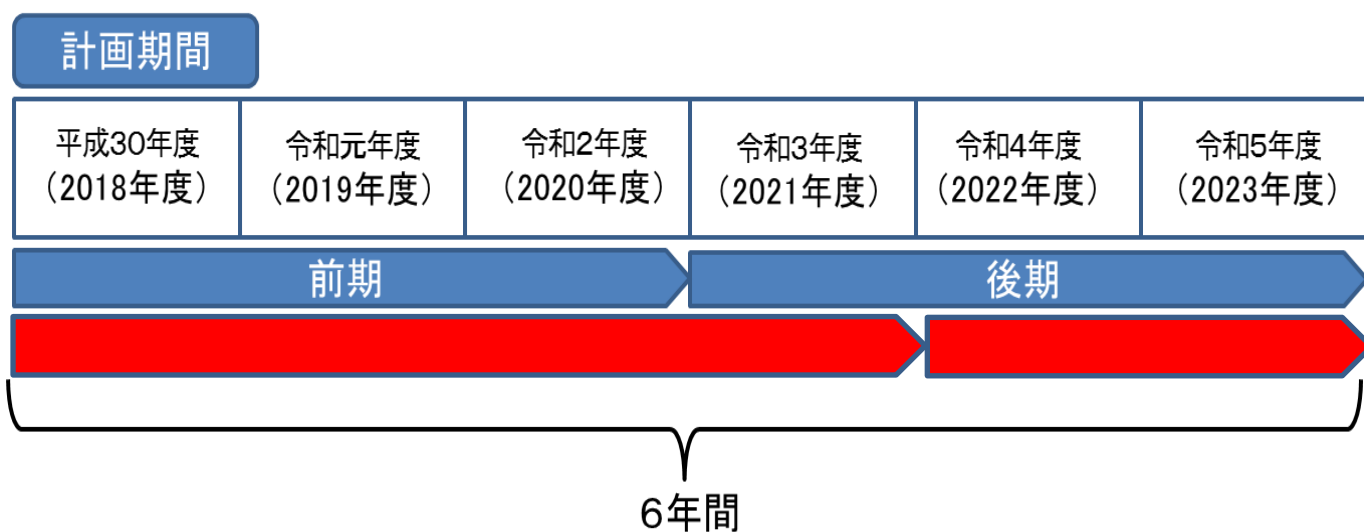 計画期間
平成30年度
（2018年度）
令和元年度
（2019年度）
令和2年度
（2020年度）
令和3年度
（2021年度）
令和4年度
（2022年度）
令和5年度
（2023年度）
前期
後期
6年間